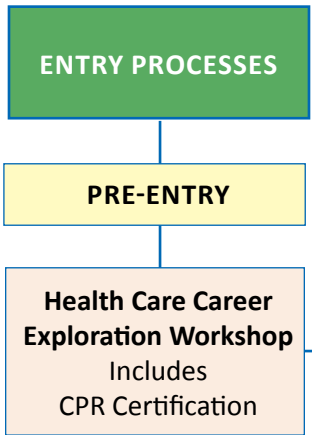 ENTRY PROCESSES
PRE-ENTRY
Health Care Career
Exploration Workshop
Includes
CPR Certification